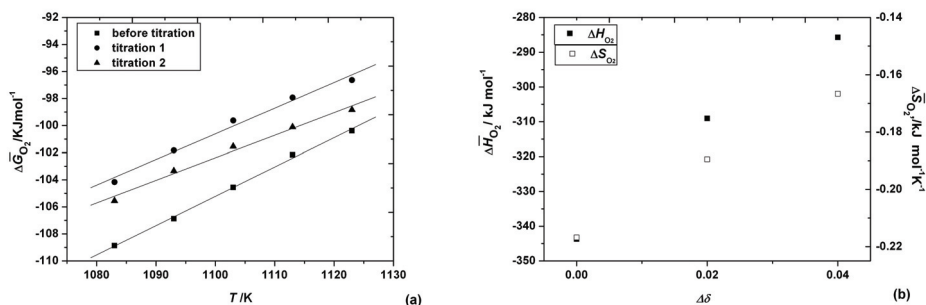 -92
-94
-96
-98
-100
-102
-104
-106
-108
-110
ΔG̅O₂/KJmol⁻¹
before titration
titration 1
titration 2
1080 1090 1100 1110 1120 1130
T /K
(a)
-280
-290
-300
-310
-320
-330
-340
-350
ΔH̅O₂/ kJ mol⁻¹
ΔHO₂
ΔSO₂
-0.14
-0.16
-0.18
-0.20
-0.22
ΔS̅O₂,/kJ mol⁻¹K⁻¹
0.00 0.02 0.04
Δδ
(b)